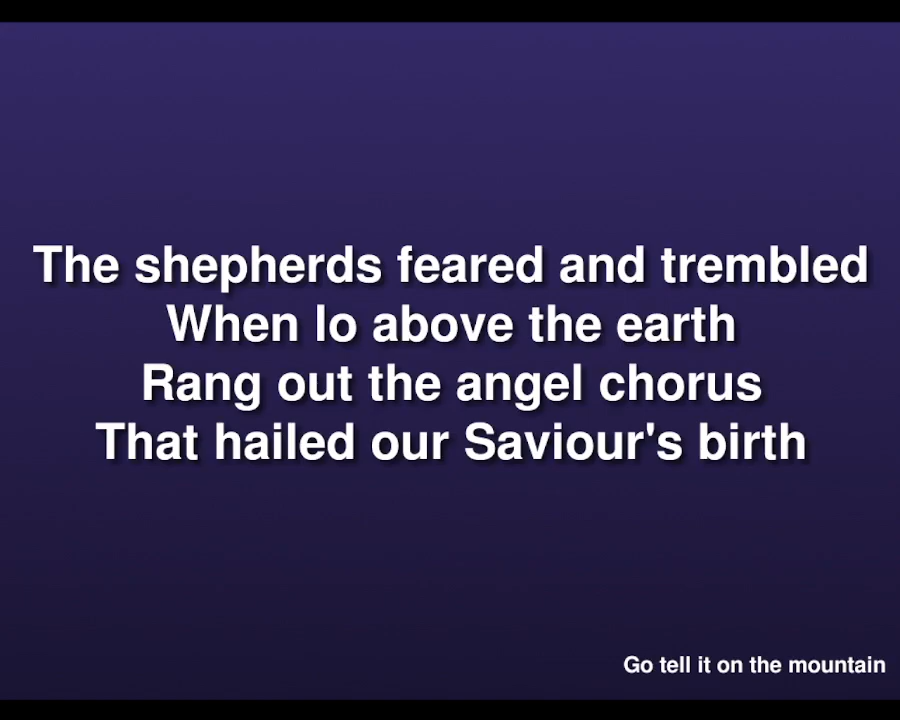 The shepherds feared and trembled
When lo above the earth
Rang out the angel chorus
That hailed our Saviour's birth
Go tell it on the mountain